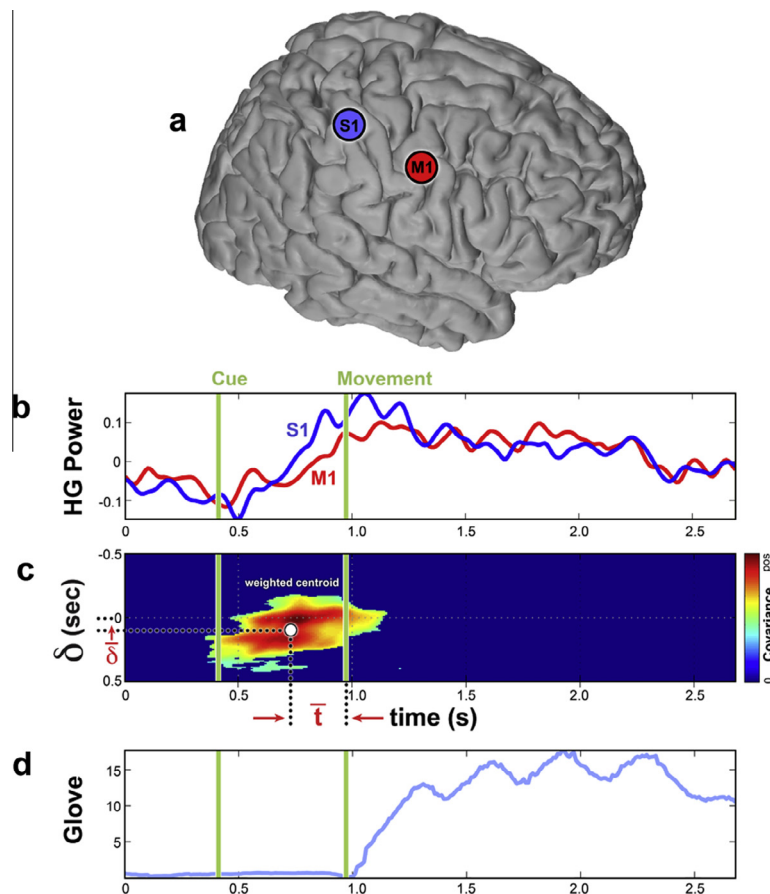 a
S1
M1
Cue Movement
b
HG Power
0.1
0
-0.1
S1
M1
0 0.5 1.0 1.5 2.0 2.5
c
δ (sec)
-0.5
0
0.5
δ̅
weighted centroid
pos
Covariance
0
0 0.5 1.0 1.5 2.0 2.5
t̅ time (s)
d
Glove
15
10
5
0 0.5 1.0 1.5 2.0 2.5